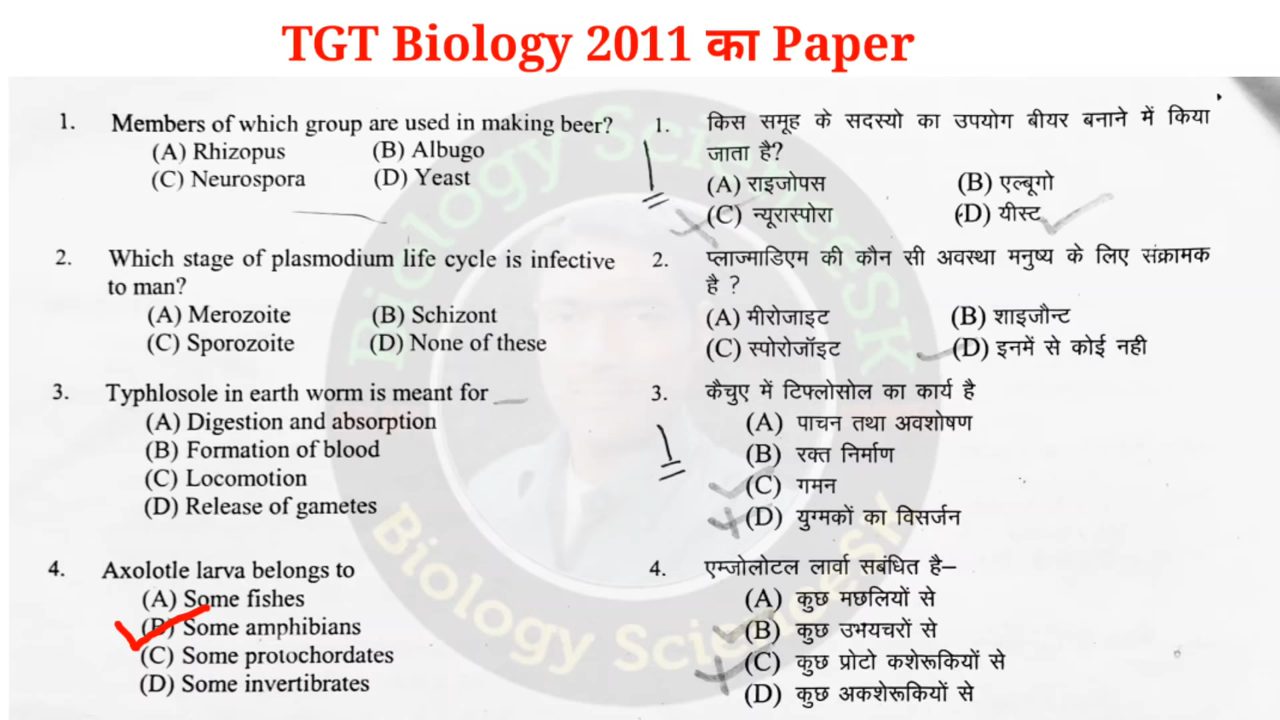 TGT Biology 2011 का Paper
1. Members of which group are used in making beer?
(A) Rhizopus (B) Albugo
(C) Neurospora (D) Yeast
2. Which stage of plasmodium life cycle is infective
to man?
(A) Merozoite (B) Schizont
(C) Sporozoite (D) None of these
3. Typhlosole in earth worm is meant for __
(A) Digestion and absorption
(B) Formation of blood
(C) Locomotion
(D) Release of gametes
4. Axolotle larva belongs to
(A) Some fishes
(B) Some amphibians
(C) Some protochordates
(D) Some invertibrates
1. किस समूह के सदस्यो का उपयोग बीयर बनाने में किया
जाता है?
(A) राइजोपस (B) एल्बूगो
(C) न्यूरास्पोरा (D) यीस्ट
2. प्लाज्माडिएम की कौन सी अवस्था मनुष्य के लिए संक्रामक
है ?
(A) मीरोजाइट (B) शाइजौन्ट
(C) स्पोरोजॉइट (D) इनमें से कोई नही
3. कैचुए में टिफ्लोसोल का कार्य है
(A) पाचन तथा अवशोषण
(B) रक्त निर्माण
(C) गमन
(D) युग्मकों का विसर्जन
4. एम्जोलोटल लार्वा सबंधित है–
(A) कुछ मछलियों से
(B) कुछ उभयचरों से
(C) कुछ प्रोटो कशेरूकियों से
(D) कुछ अकशेरूकियों से
Biology ScienceSK
Biology ScienceSK